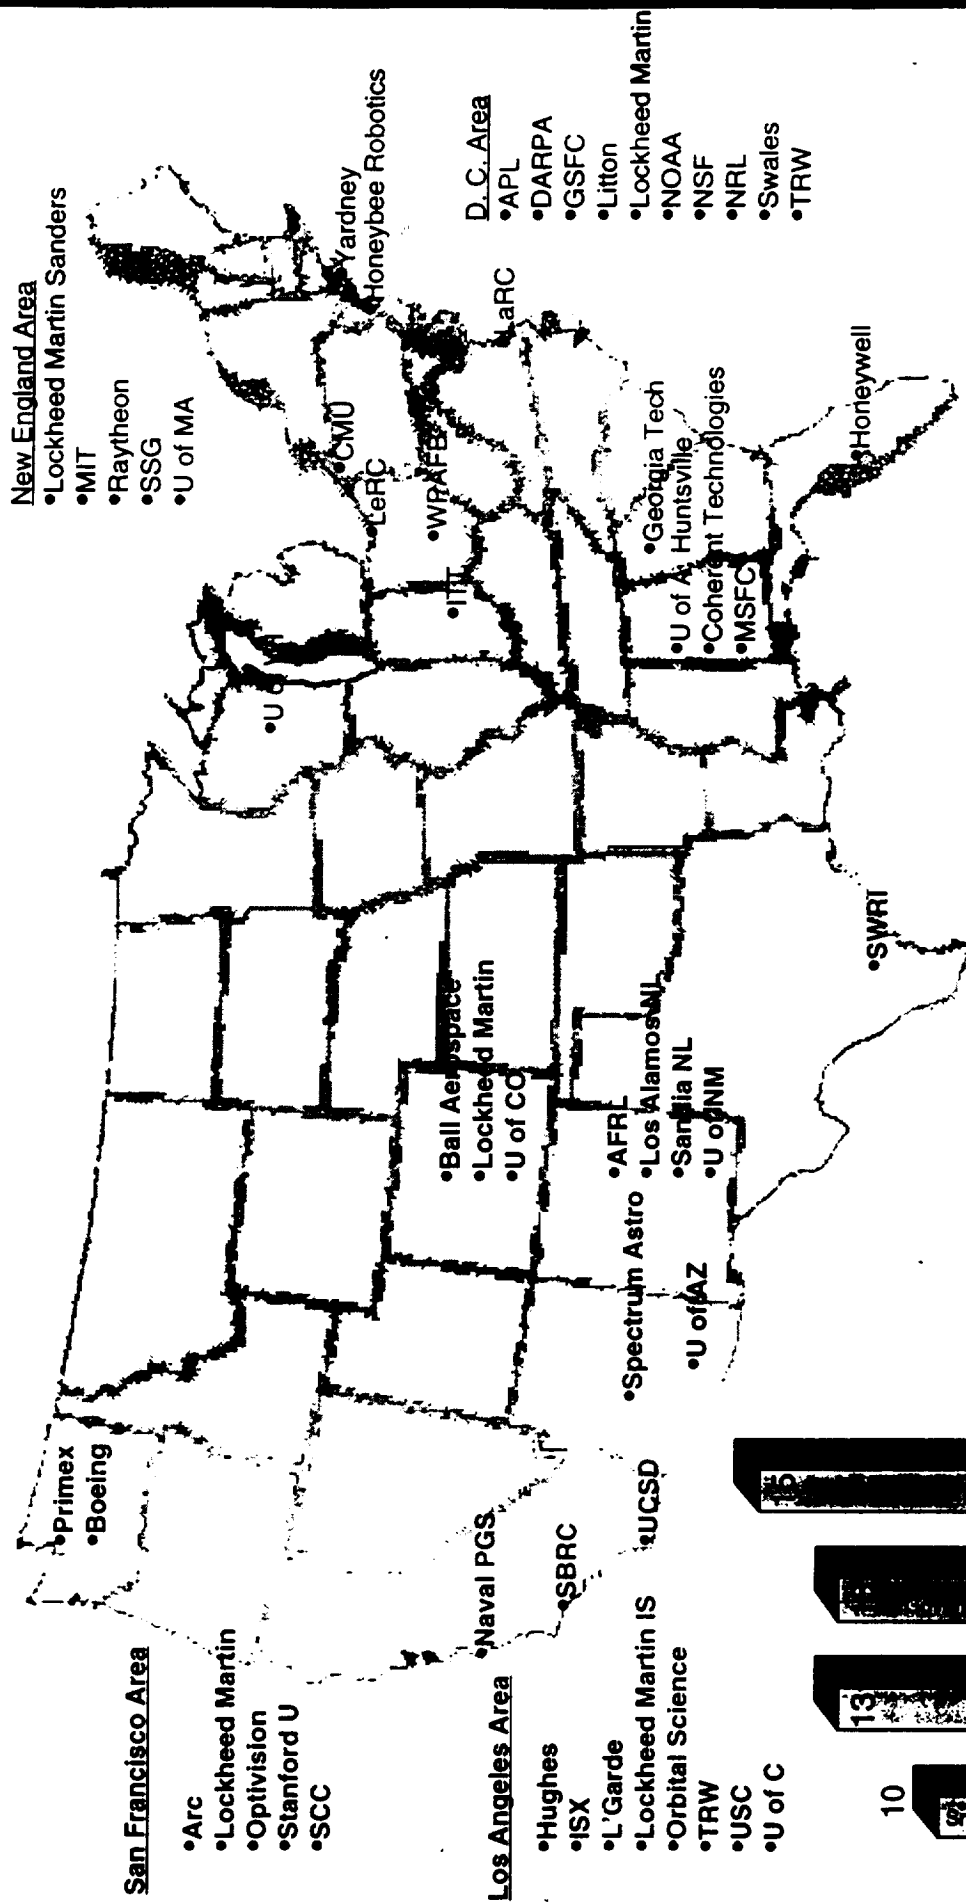 New England Area
•Lockheed Martin Sanders
•MIT
•Raytheon
•SSG
•U of MA
•Primex
•Boeing
San Francisco Area
•Arc
•Lockheed Martin
•Optivision
•Stanford U
•SCC
•Naval PGS
•SBRC
•UCSD
Los Angeles Area
•Hughes
•ISX
•L'Garde
•Lockheed Martin IS
•Orbital Science
•TRW
•USC
•U of C
•Ball Aerospace
•Lockheed Martin
•U of CO
•AFRL
•Los Alamos NL
•Sandia NL
•U of NM
•Spectrum Astro
•U of AZ
•SWRI
•U of
•ITT
•LeRC
•CMU
•WPAFB
•Yardney
•Honeybee Robotics
LaRC
D. C. Area
•APL
•DARPA
•GSFC
•Litton
•Lockheed Martin
•NOAA
•NSF
•NRL
•Swales
•TRW
•Georgia Tech
•U of A Huntsville
•Coherent Technologies
•MSFC
•Honeywell
10
13
15